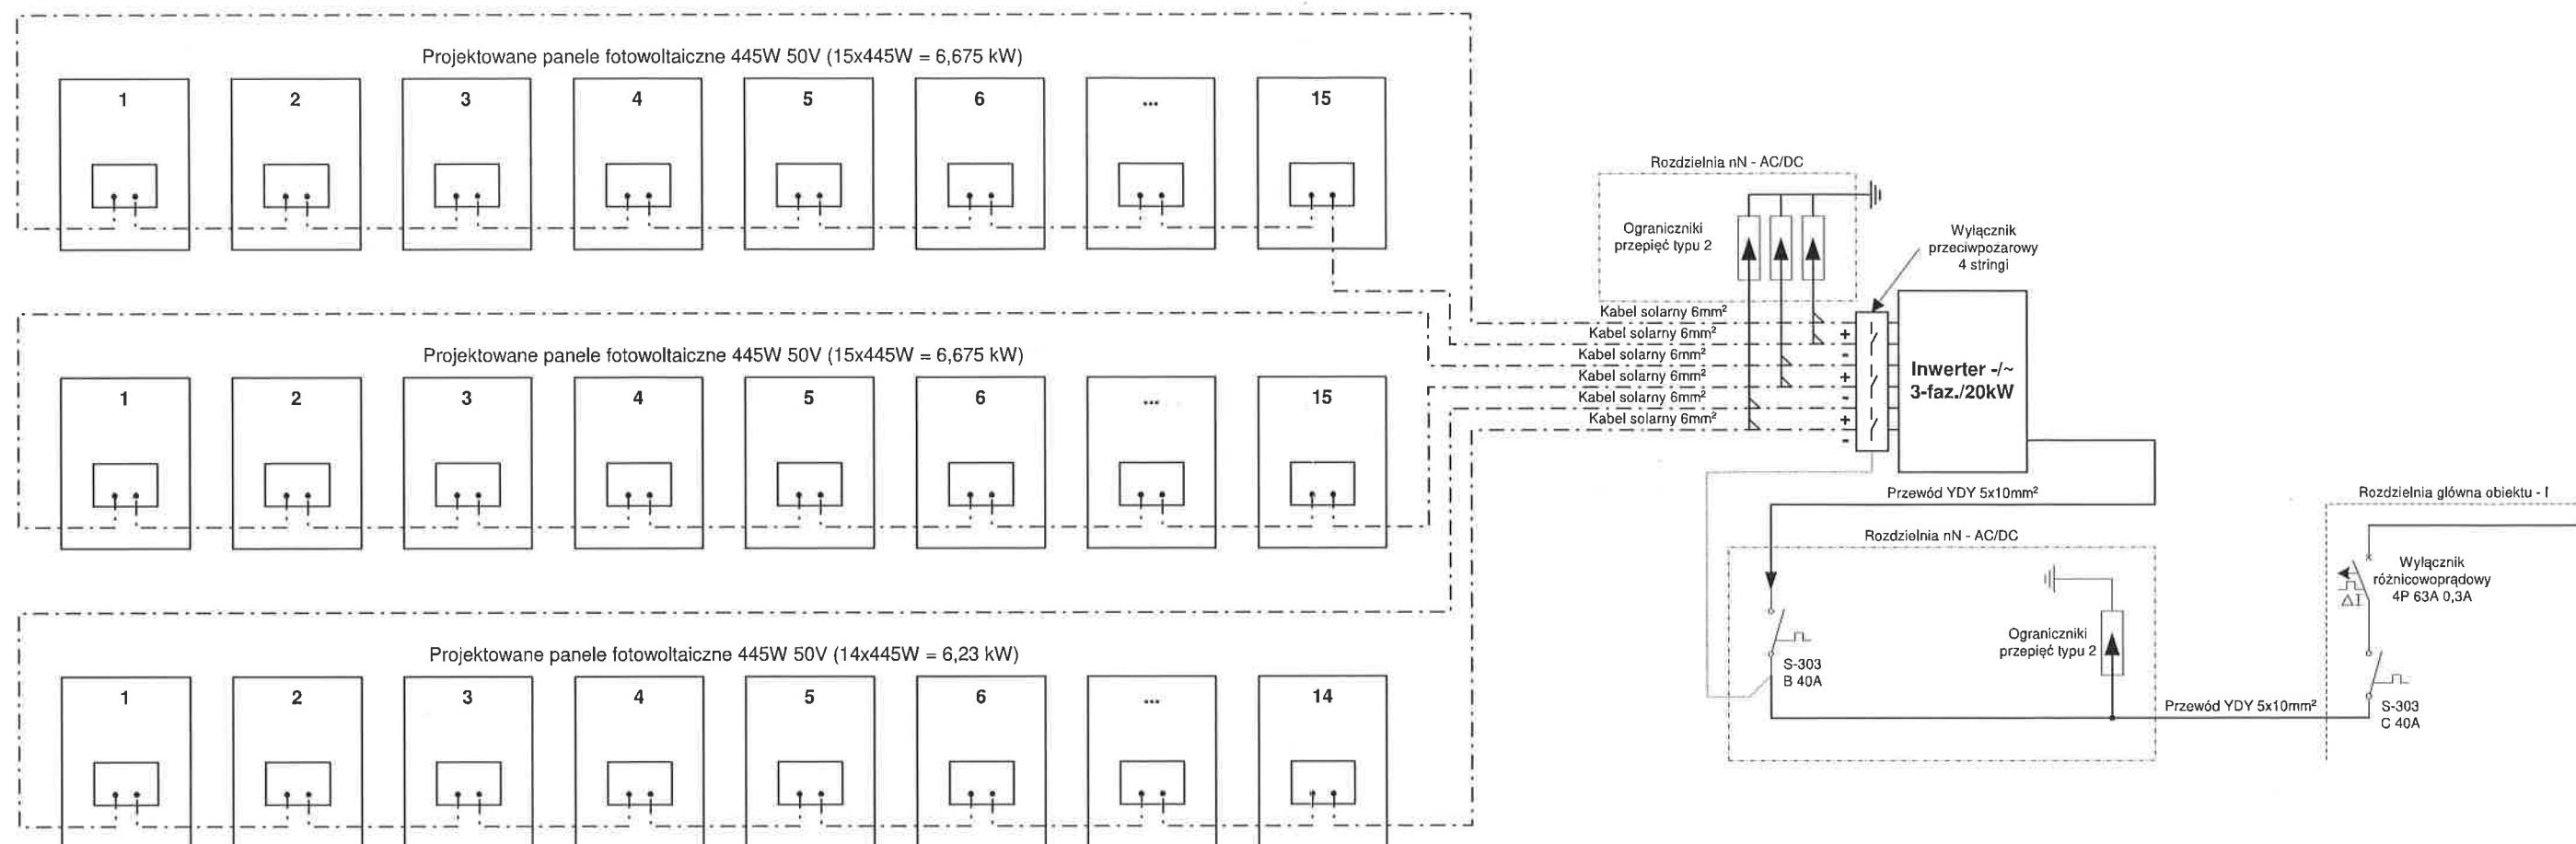 Projektowane panele fotowoltaiczne 445W 50V (15x445W = 6,675 kW)
1 2 3 4 5 6 ... 15
Projektowane panele fotowoltaiczne 445W 50V (15x445W = 6,675 kW)
1 2 3 4 5 6 ... 15
Projektowane panele fotowoltaiczne 445W 50V (14x445W = 6,23 kW)
1 2 3 4 5 6 ... 14
Rozdzielnia nN - AC/DC
Ograniczniki
przepięć typu 2
Wyłącznik
przeciwpożarowy
4 stringi
Kabel solarny 6mm²
Kabel solarny 6mm²
Kabel solarny 6mm²
Kabel solarny 6mm²
Kabel solarny 6mm²
Kabel solarny 6mm²
+
-
+
-
+
-
Inwerter -/~
3-faz./20kW
Przewód YDY 5x10mm²
Rozdzielnia nN - AC/DC
S-303
B 40A
Ograniczniki
przepięć typu 2
Przewód YDY 5x10mm²
Rozdzielnia główna obiektu -
Wyłącznik
różnicowoprądowy
4P 63A 0,3A
ΔI
S-303
C 40A